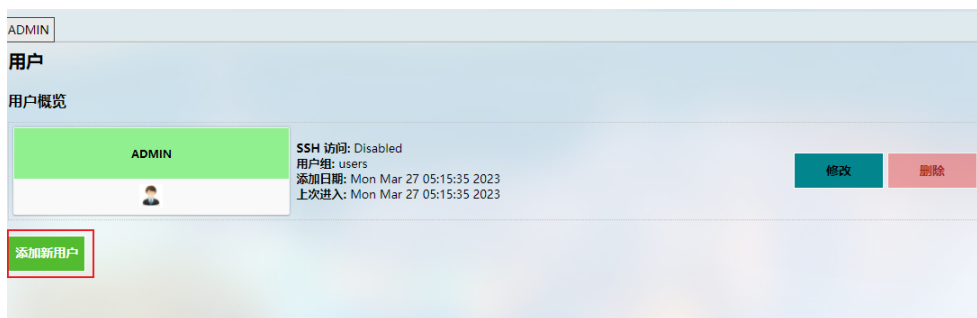 ADMIN
用户
用户概览
ADMIN
SSH 访问: Disabled
用户组: users
添加日期: Mon Mar 27 05:15:35 2023
上次进入: Mon Mar 27 05:15:35 2023
修改
删除
添加新用户